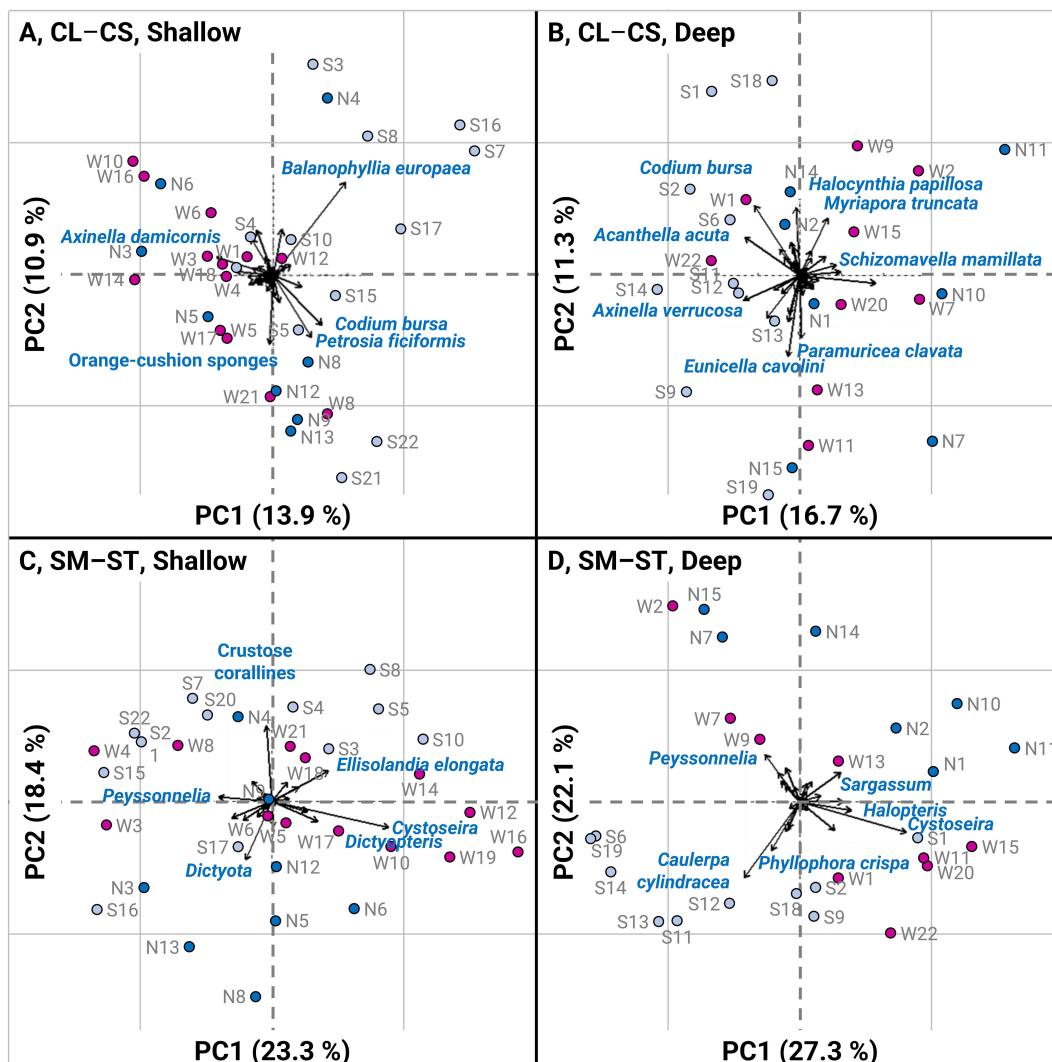 A, CL–CS, Shallow
S3
N4
S16
S8
S7
W10
W16
N6
Balanophyllia europaea
W6
S4
S17
Axinella damicornis
S10
N3
W3
W1
W12
W14
W18
W4
S15
N5
W5
S5
Codium bursa
W17
Petrosia ficiformis
Orange-cushion sponges
N8
N12
W21
W8
N9
N13
S22
S21
PC2 (10.9 %)
PC1 (13.9 %)
B, CL–CS, Deep
S18
S1
W9
N11
Codium bursa
N14
W2
S2
Halocynthia papillosa
W1
Myriapora truncata
S6
N2
Acanthella acuta
W15
W22
Schizomavella mamillata
S11
S14
S12
N10
Axinella verrucosa
N1
W20
W7
S13
Paramuricea clavata
Eunicella cavolini
S9
W13
W11
N7
N15
S19
PC2 (11.3 %)
PC1 (16.7 %)
C, SM–ST, Shallow
Crustose
corallines
S8
S7
S20
S4
S5
N4
S22
S2
W21
S10
W4
1
W8
S3
S15
W18
Ellisolandia elongata
W14
Peyssonnelia
N9
W12
W3
W6
W5
W17
Cystoseira
Dictyopteris
W16
S17
W10
W19
Dictyota
N12
N3
S16
N6
N5
N13
N8
PC2 (18.4 %)
PC1 (23.3 %)
D, SM–ST, Deep
W2
N15
N7
N14
N10
W7
N2
W9
N11
Peyssonnelia
W13
N1
Sargassum
Halopteris
Cystoseira
S6
S1
S19
W15
W11
Caulerpa
cylindracea
Phyllophora crispa
W20
S14
W1
S2
S12
S18
S9
S13
S11
W22
PC2 (22.1 %)
PC1 (27.3 %)